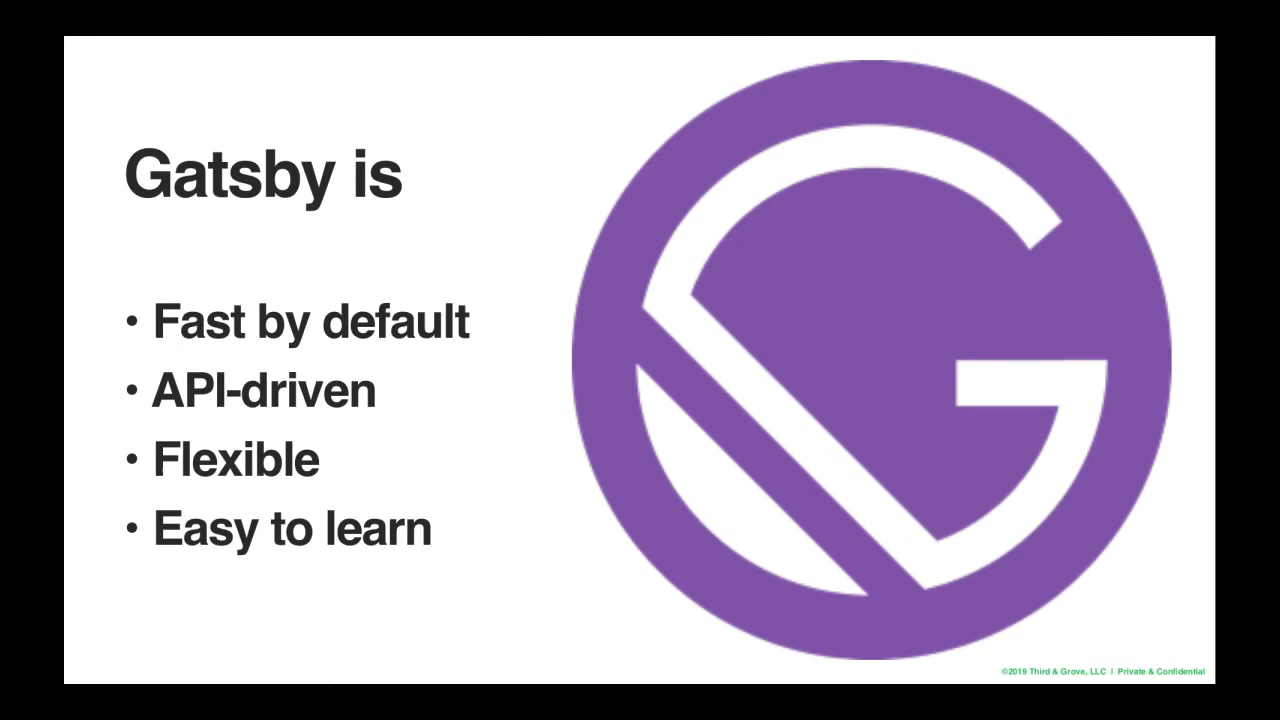 Gatsby is
• Fast by default
• API-driven
• Flexible
• Easy to learn
©2019 Third & Grove, LLC I Private & Confidential